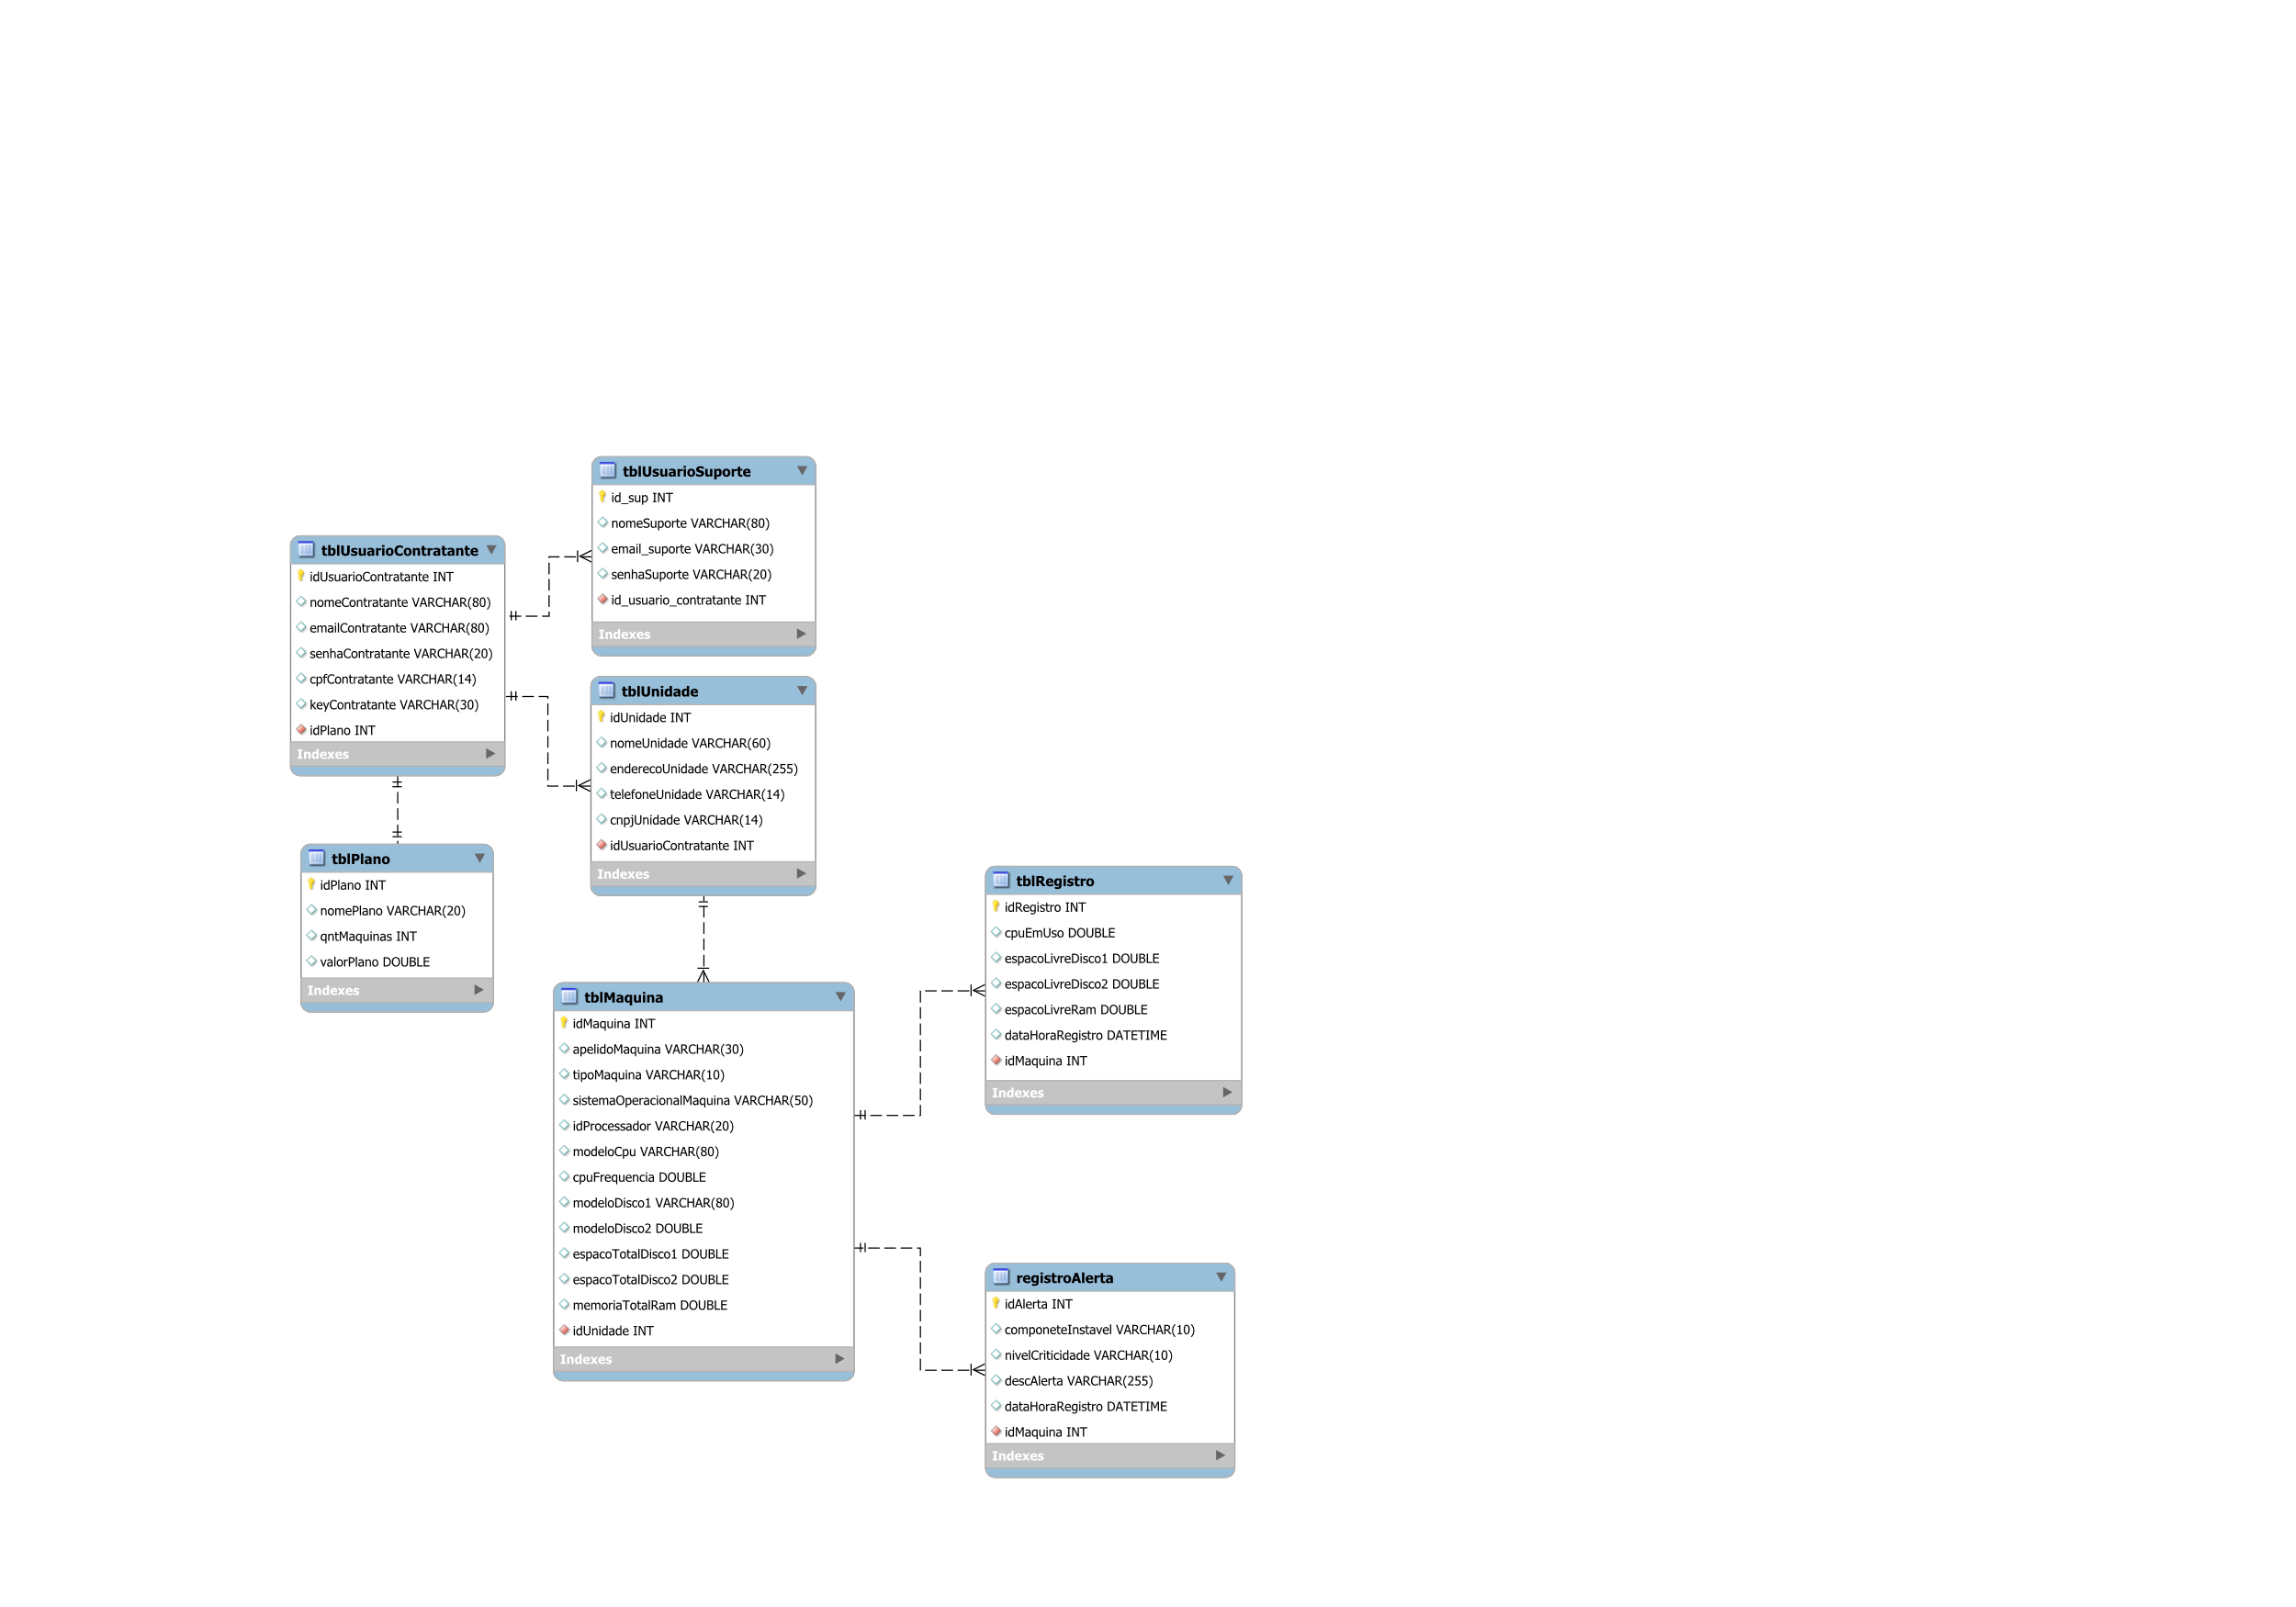 tblUsuarioSuporte
id_sup INT
nomeSuporte VARCHAR(80)
email_suporte VARCHAR(30)
senhaSuporte VARCHAR(20)
id_usuario_contratante INT
Indexes
tblUsuarioContratante
idUsuarioContratante INT
nomeContratante VARCHAR(80)
emailContratante VARCHAR(80)
senhaContratante VARCHAR(20)
cpfContratante VARCHAR(14)
keyContratante VARCHAR(30)
idPlano INT
Indexes
tblUnidade
idUnidade INT
nomeUnidade VARCHAR(60)
enderecoUnidade VARCHAR(255)
telefoneUnidade VARCHAR(14)
cnpjUnidade VARCHAR(14)
idUsuarioContratante INT
Indexes
tblPlano
idPlano INT
nomePlano VARCHAR(20)
qntMaquinas INT
valorPlano DOUBLE
Indexes
tblRegistro
idRegistro INT
cpuEmUso DOUBLE
espacoLivreDisco1 DOUBLE
espacoLivreDisco2 DOUBLE
espacoLivreRam DOUBLE
dataHoraRegistro DATETIME
idMaquina INT
Indexes
tblMaquina
idMaquina INT
apelidoMaquina VARCHAR(30)
tipoMaquina VARCHAR(10)
sistemaOperacionalMaquina VARCHAR(50)
idProcessador VARCHAR(20)
modeloCpu VARCHAR(80)
cpuFrequencia DOUBLE
modeloDisco1 VARCHAR(80)
modeloDisco2 DOUBLE
espacoTotalDisco1 DOUBLE
espacoTotalDisco2 DOUBLE
memoriaTotalRam DOUBLE
idUnidade INT
Indexes
registroAlerta
idAlerta INT
componeteInstavel VARCHAR(10)
nivelCriticidade VARCHAR(10)
descAlerta VARCHAR(255)
dataHoraRegistro DATETIME
idMaquina INT
Indexes